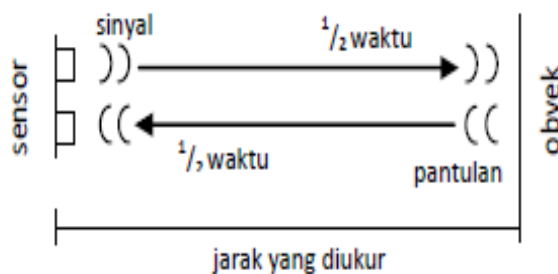 sinyal
1/2 waktu
sensor
obyek
1/2 waktu
pantulan
jarak yang diukur